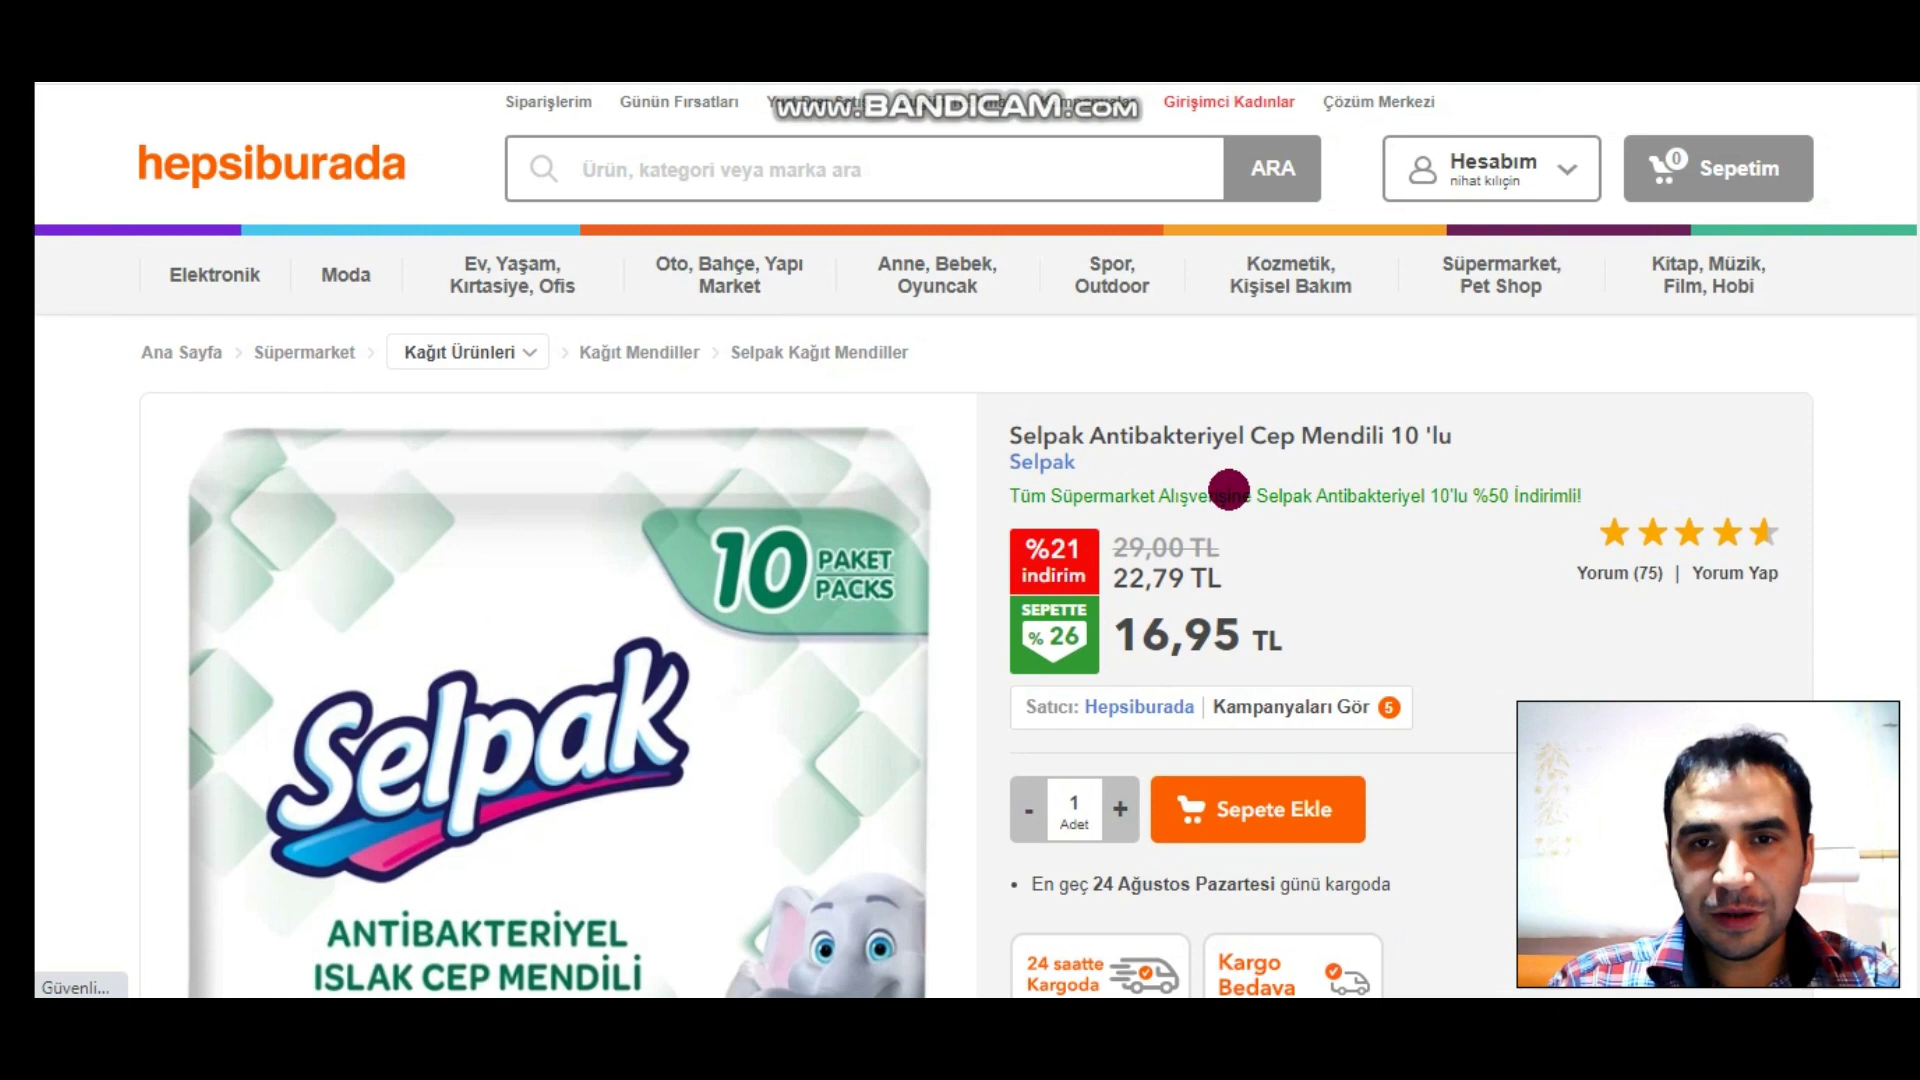 Siparişlerim Günün Fırsatları Girişimci Kadınlar Çözüm Merkezi
www.BANDICAM.com
hepsiburada
Ürün, kategori veya marka ara
ARA
Hesabım
nihat kılıçin
0
Sepetim
Elektronik
Moda
Ev, Yaşam,
Kırtasiye, Ofis
Oto, Bahçe, Yapı
Market
Anne, Bebek,
Oyuncak
Spor,
Outdoor
Kozmetik,
Kişisel Bakım
Süpermarket,
Pet Shop
Kitap, Müzik,
Film, Hobi
Ana Sayfa > Süpermarket > Kağıt Ürünleri > Kağıt Mendiller > Selpak Kağıt Mendiller
10 PAKET
PACKS
Selpak
ANTİBAKTERİYEL
ISLAK CEP MENDİLİ
Selpak Antibakteriyel Cep Mendili 10 'lu
Selpak
Tüm Süpermarket Alışverişine Selpak Antibakteriyel 10'lu %50 İndirimli!
%21
indirim
29,00 TL
22,79 TL
SEPETTE
% 26
16,95 TL
Yorum (75) | Yorum Yap
Satıcı: Hepsiburada | Kampanyaları Gör 5
- 1 +
Adet
Sepete Ekle
• En geç 24 Ağustos Pazartesi günü kargoda
24 saatte
Kargoda
Kargo
Bedava
Güvenli...